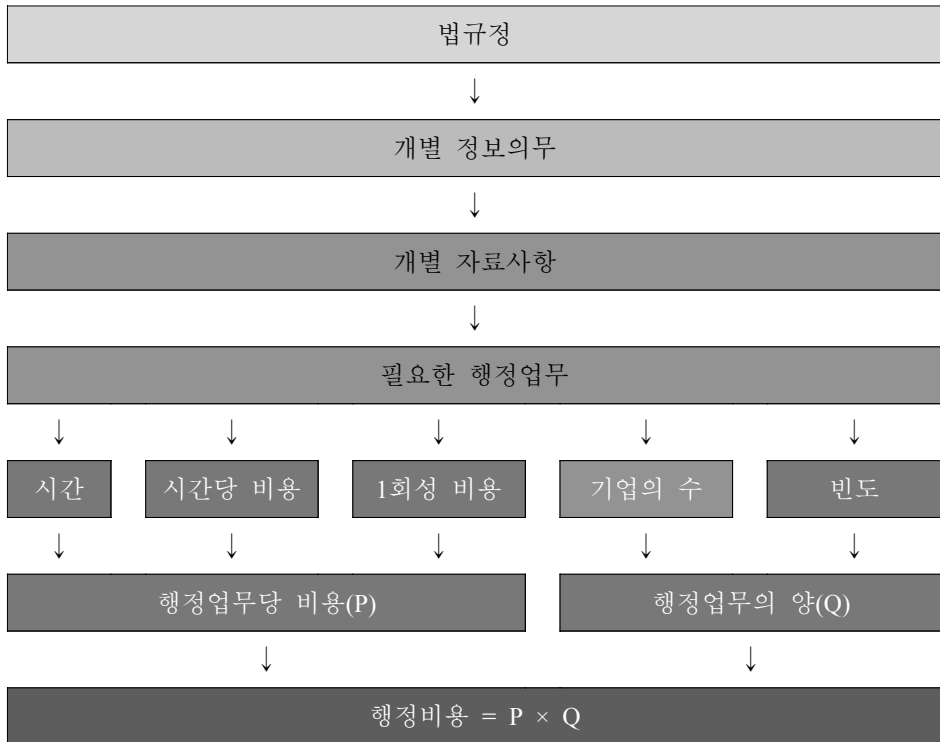 법규정
↓
개별 정보의무
↓
개별 자료사항
↓
필요한 행정업무
↓ ↓ ↓ ↓ ↓
시간 시간당 비용 1회성 비용 기업의 수 빈도
↓ ↓ ↓ ↓ ↓
행정업무당 비용(P) 행정업무의 양(Q)
↓ ↓
행정비용 = P × Q